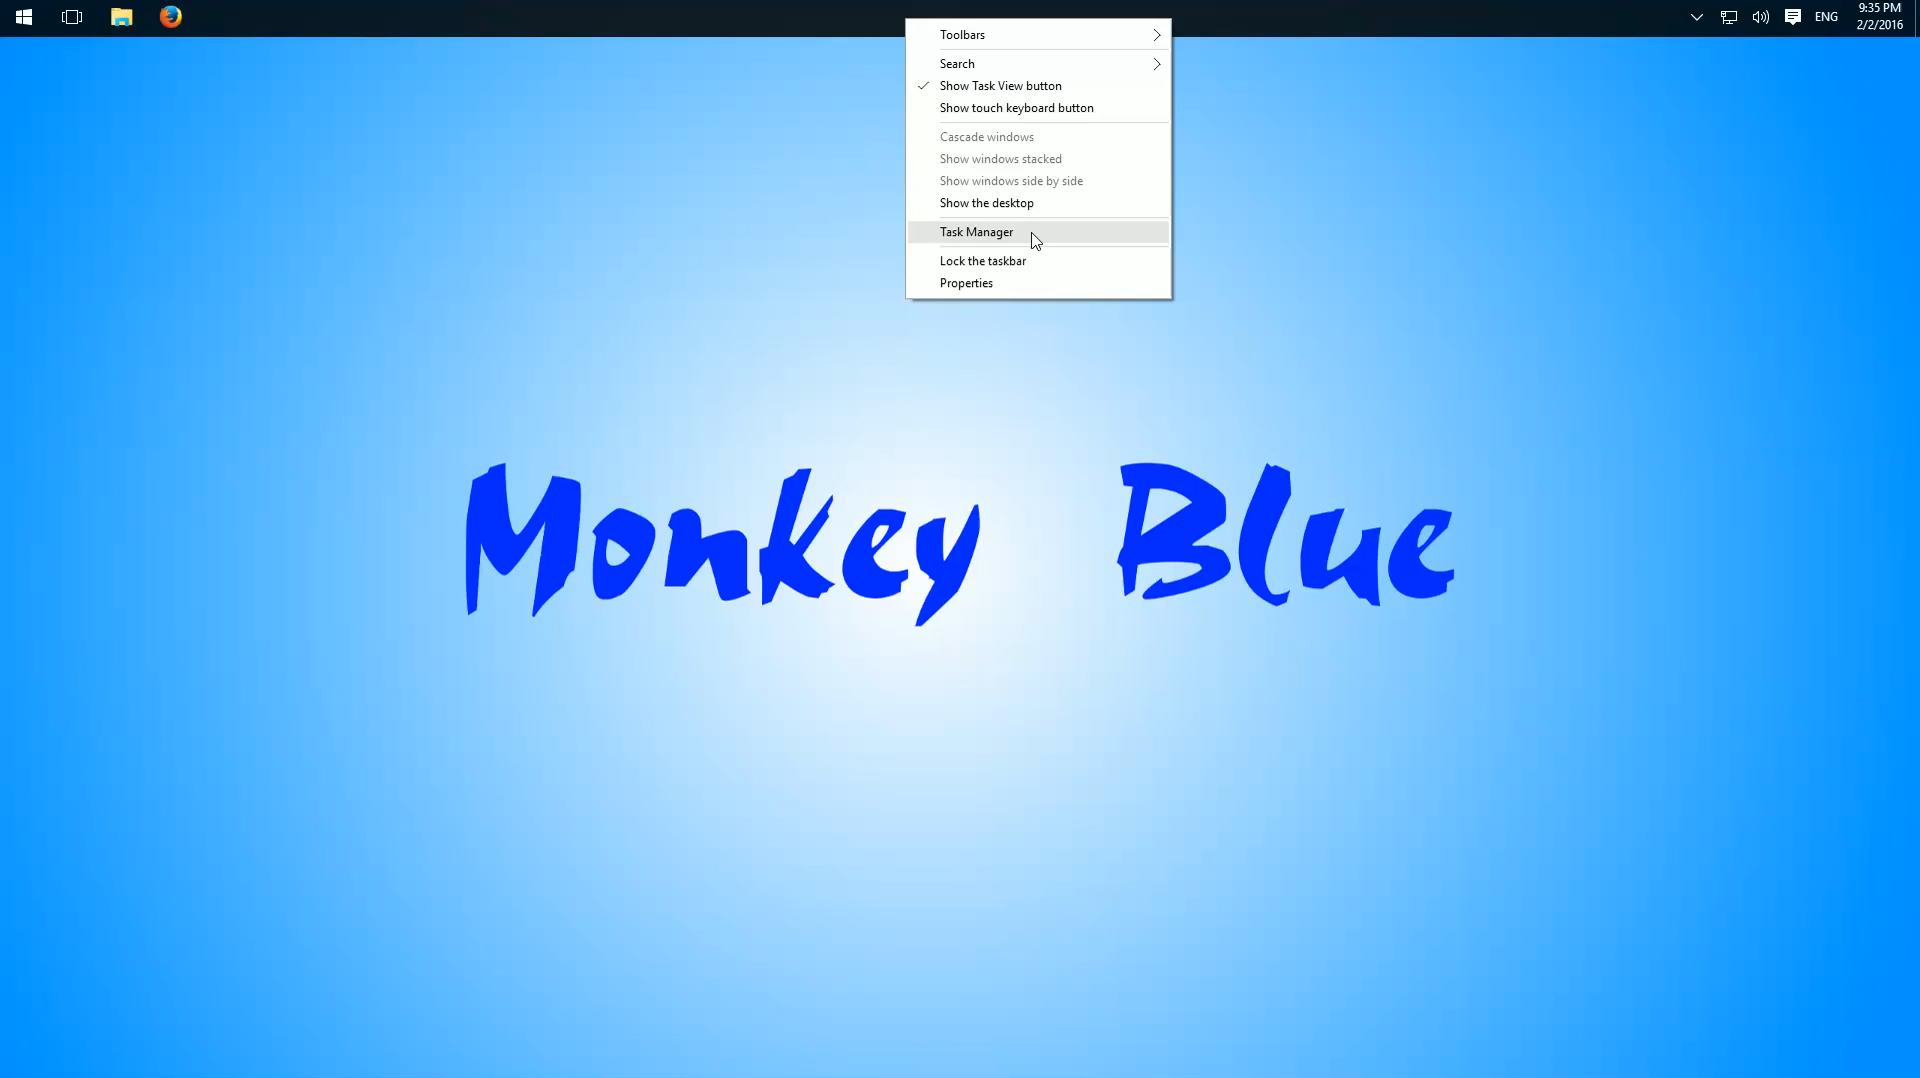 ENG
9:35 PM
2/2/2016
Toolbars
Search
Show Task View button
Show touch keyboard button
Cascade windows
Show windows stacked
Show windows side by side
Show the desktop
Task Manager
Lock the taskbar
Properties
Monkey Blue